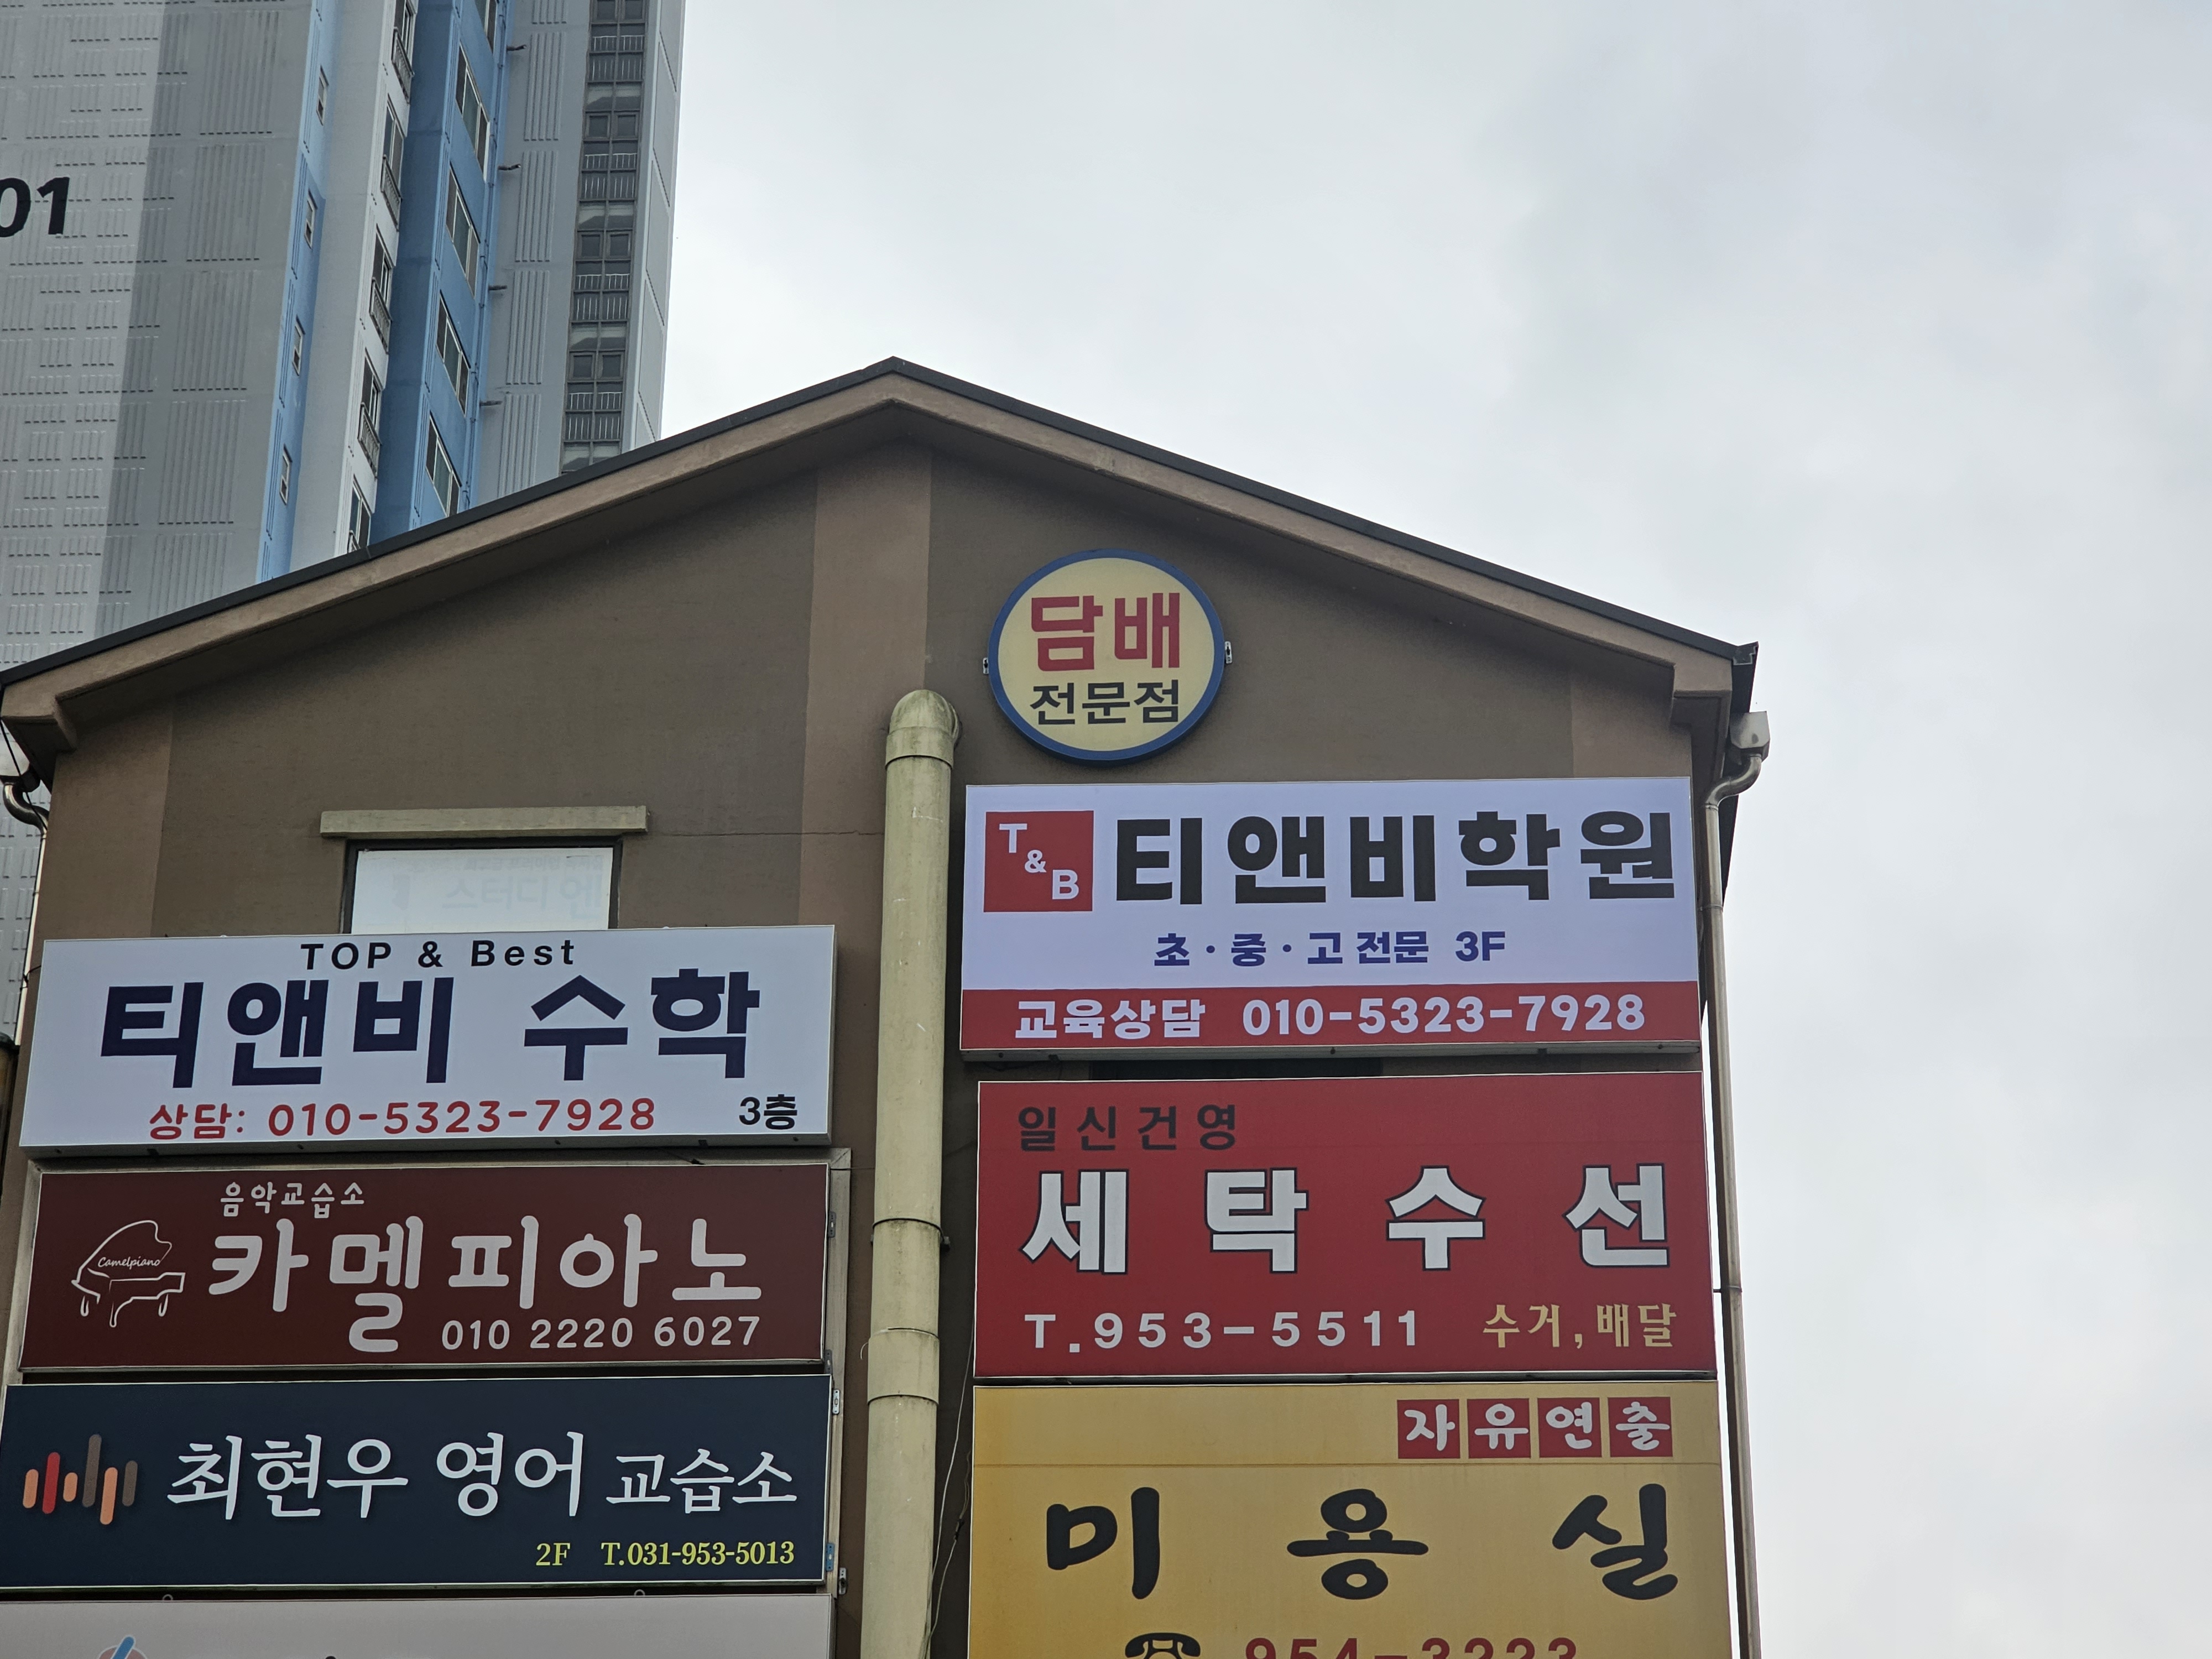 01
담배
전문점
T&B 티앤비학원
초·중·고 전문 3F
교육상담 010-5323-7928
TOP & Best
티앤비 수학
상담: 010-5323-7928 3층
일신건영
세탁수선
T.953-5511 수거,배달
음악교습소
Camelpiano
카멜피아노
010 2220 6027
최현우 영어 교습소
2F T.031-953-5013
자유연출
미용실